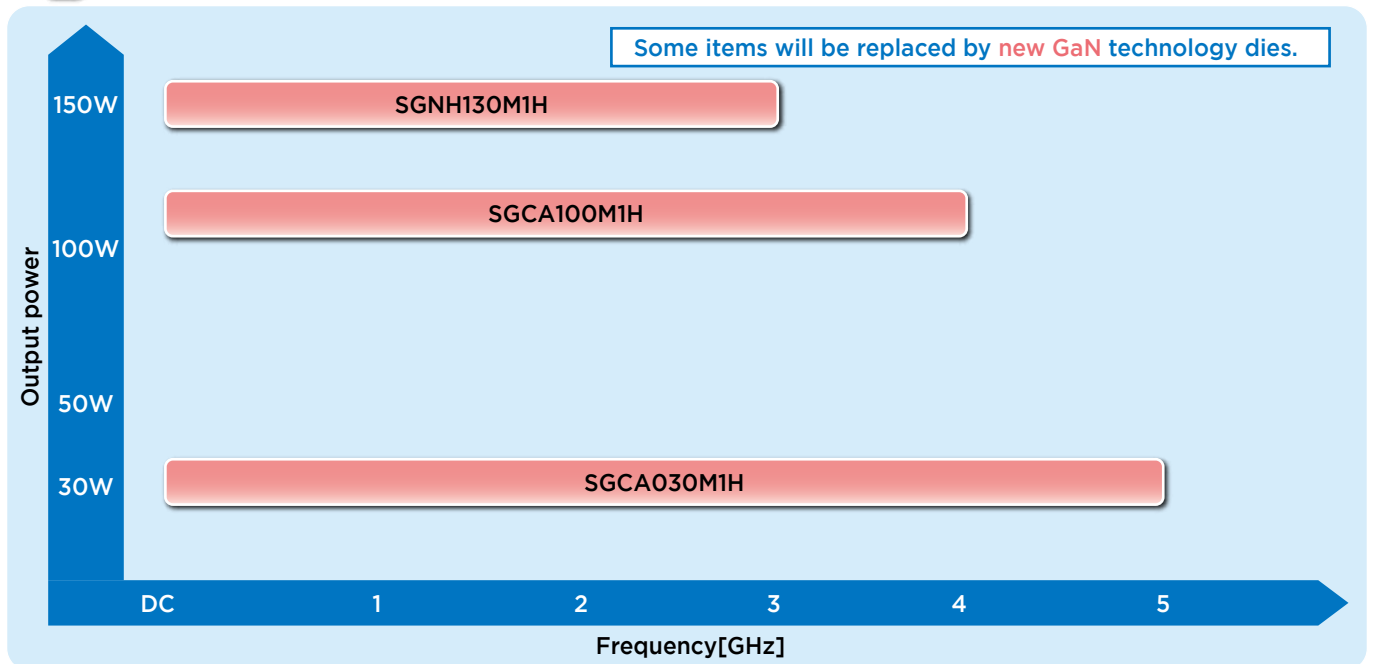 Some items will be replaced by new GaN technology dies.
150W
SGNH130M1H
SGCA100M1H
100W
Output power
50W
30W
SGCA030M1H
DC 1 2 3 4 5
Frequency[GHz]